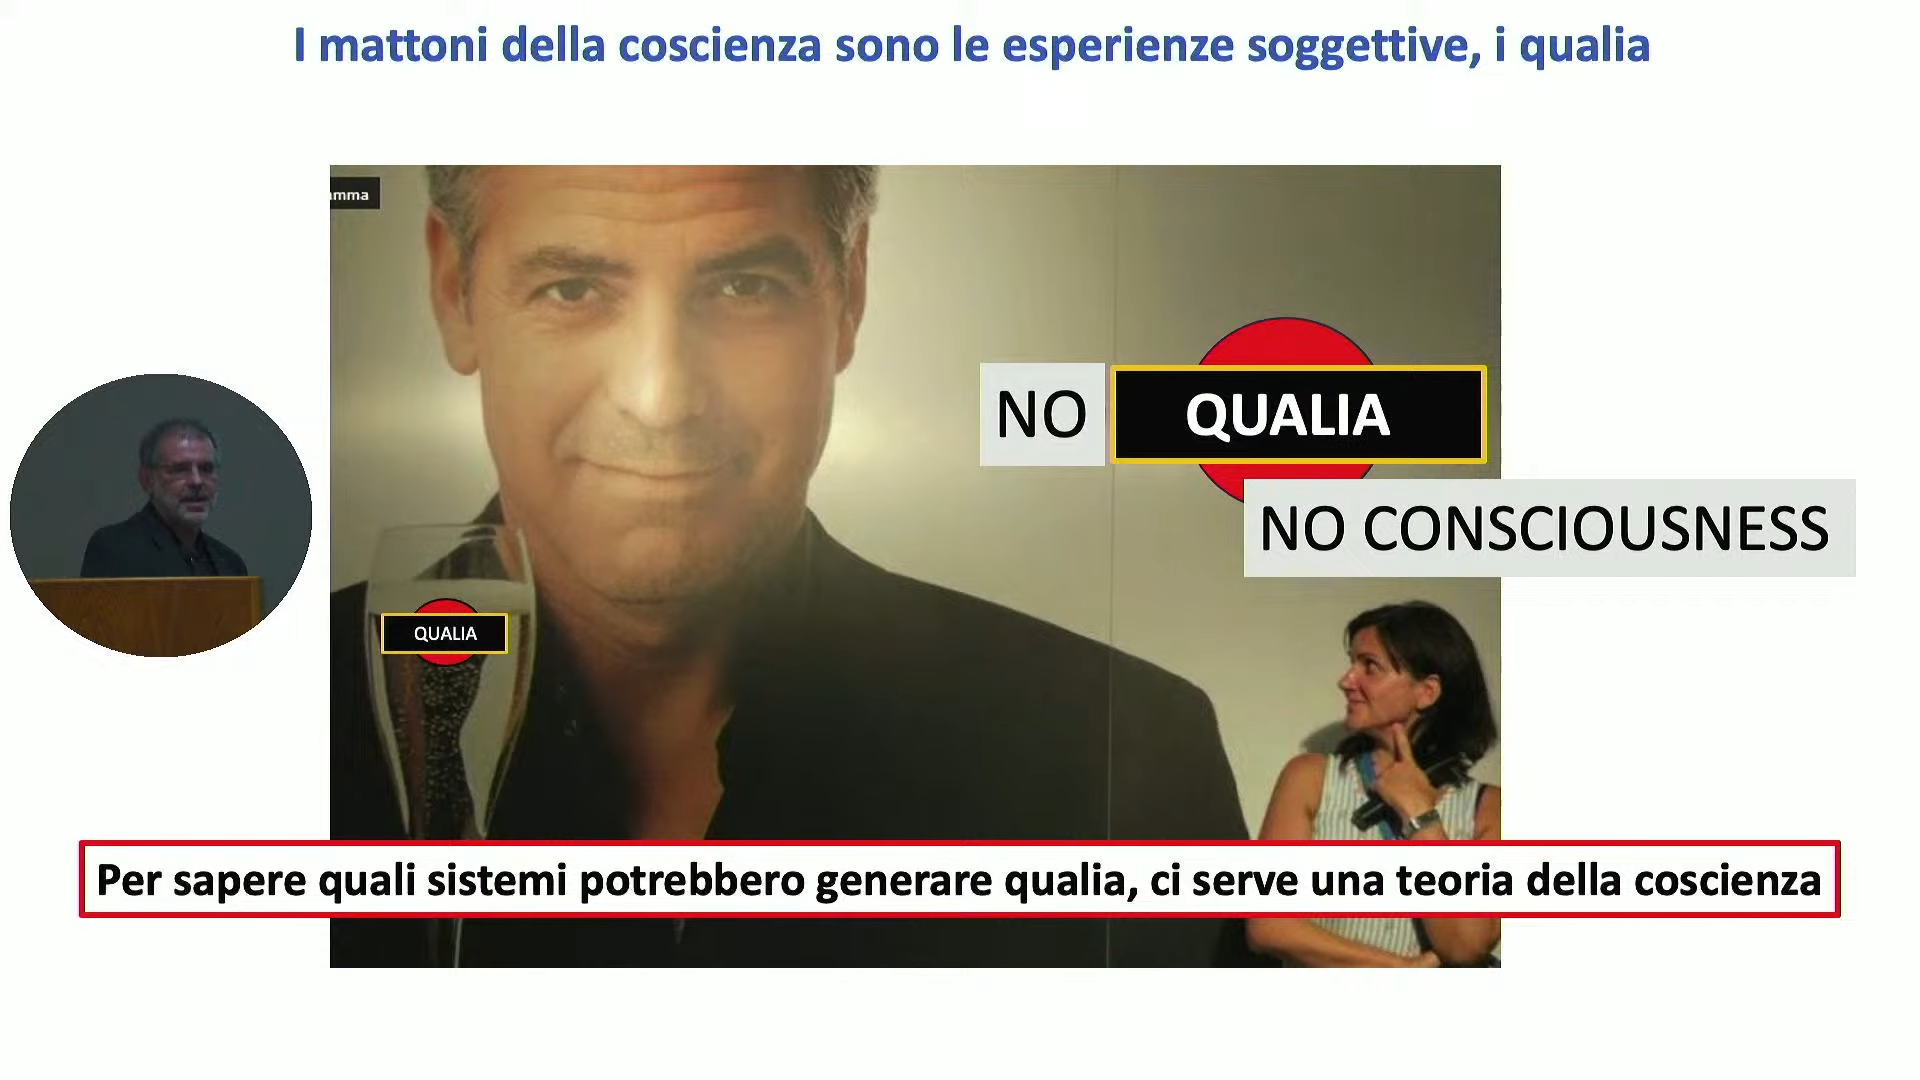 I mattoni della coscienza sono le esperienze soggettive, i qualia
amma
NO QUALIA
NO CONSCIOUSNESS
QUALIA
Per sapere quali sistemi potrebbero generare qualia, ci serve una teoria della coscienza